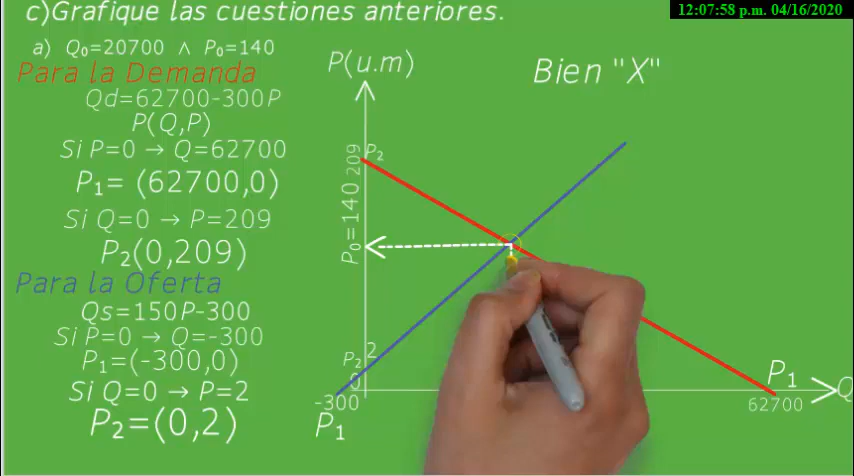 12:07:58 p.m. 04/16/2020
c)Grafique las cuestiones anteriores.
a) Q₀=20700 ∧ P₀=140
Para la Demanda
Qd=62700-300P
P(Q,P)
Si P=0 → Q=62700
P₁= (62700,0)
Si Q=0 → P=209
P₂(0,209)
Para la Oferta
Qs=150P-300
Si P=0 → Q=-300
P₁=(-300,0)
Si Q=0 → P=2
P₂=(0,2)
P(u.m)
Bien "X"
209
P₂
P₀=140
P₂
2
0
-300
P₁
P₁
62700
Q